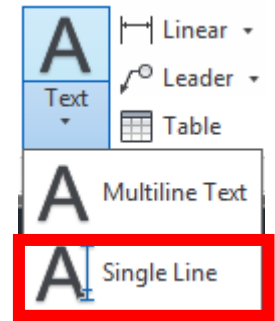 Linear
Leader
Text
Table
Multiline Text
Single Line